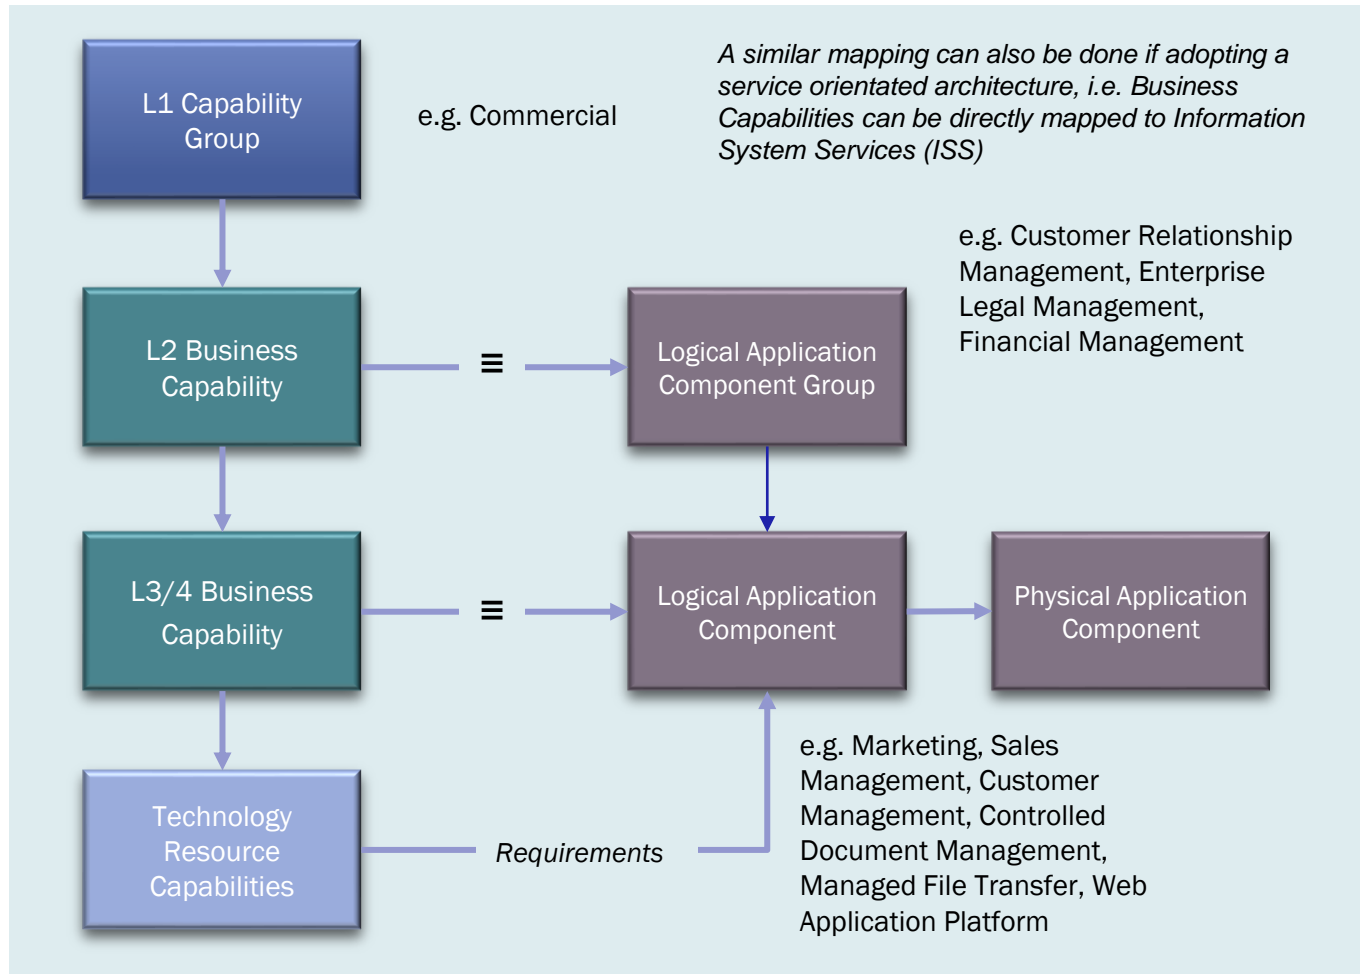 L1 Capability
Group
e.g. Commercial
A similar mapping can also be done if adopting a
service orientated architecture, i.e. Business
Capabilities can be directly mapped to Information
System Services (ISS)
e.g. Customer Relationship
Management, Enterprise
Legal Management,
Financial Management
L2 Business
Capability
≡
Logical Application
Component Group
L3/4 Business
Capability
≡
Logical Application
Component
Physical Application
Component
Technology
Resource
Capabilities
Requirements
e.g. Marketing, Sales
Management, Customer
Management, Controlled
Document Management,
Managed File Transfer, Web
Application Platform